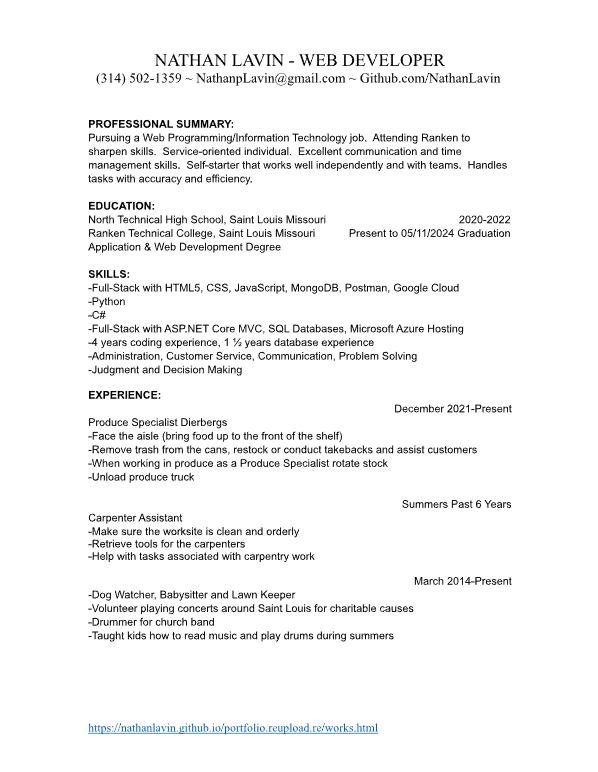 NATHAN LAVIN - WEB DEVELOPER
(314) 502-1359 ~ NathanpLavin@gmail.com ~ Github.com/NathanLavin
PROFESSIONAL SUMMARY:
Pursuing a Web Programming/Information Technology job.  Attending Ranken to
sharpen skills.  Service-oriented individual.  Excellent communication and time
management skills.  Self-starter that works well independently and with teams.  Handles
tasks with accuracy and efficiency.
EDUCATION:
North Technical High School, Saint Louis Missouri 2020-2022
Ranken Technical College, Saint Louis Missouri Present to 05/11/2024 Graduation
Application & Web Development Degree
SKILLS:
-Full-Stack with HTML5, CSS, JavaScript, MongoDB, Postman, Google Cloud
-Python
-C#
-Full-Stack with ASP.NET Core MVC, SQL Databases, Microsoft Azure Hosting
-4 years coding experience, 1 ½ years database experience
-Administration, Customer Service, Communication, Problem Solving
-Judgment and Decision Making
EXPERIENCE:
December 2021-Present
Produce Specialist Dierbergs
-Face the aisle (bring food up to the front of the shelf)
-Remove trash from the cans, restock or conduct takebacks and assist customers
-When working in produce as a Produce Specialist rotate stock
-Unload produce truck
Summers Past 6 Years
Carpenter Assistant
-Make sure the worksite is clean and orderly
-Retrieve tools for the carpenters
-Help with tasks associated with carpentry work
March 2014-Present
-Dog Watcher, Babysitter and Lawn Keeper
-Volunteer playing concerts around Saint Louis for charitable causes
-Drummer for church band
-Taught kids how to read music and play drums during summers
https://nathanlavin.github.io/portfolio.reupload.re/works.html